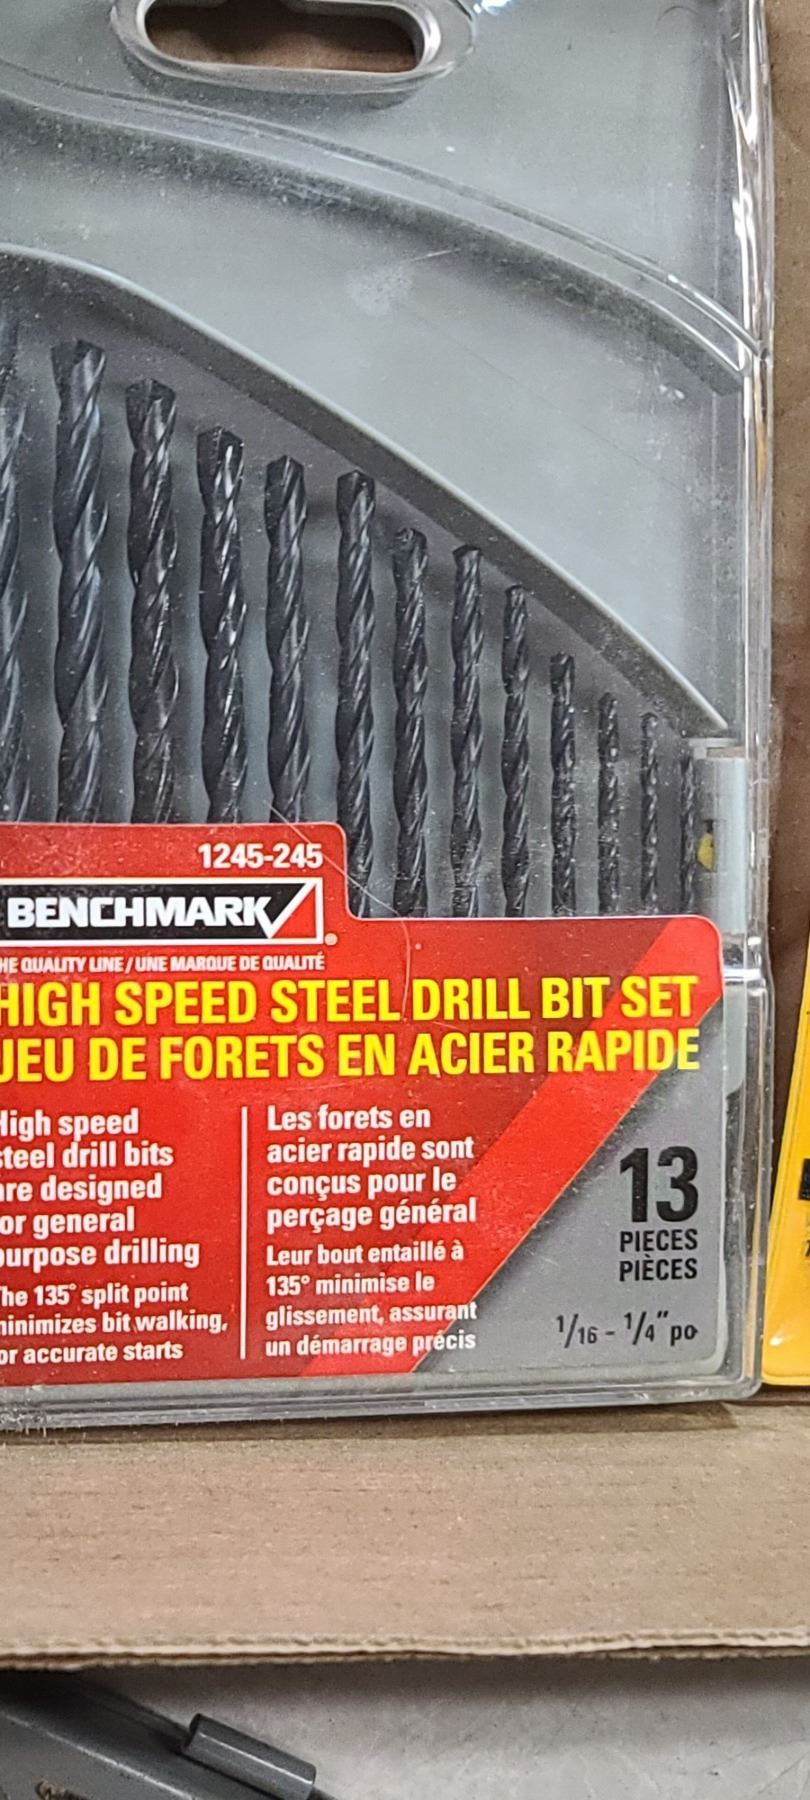 1245-245
BENCHMARK
HE QUALITY LINE / UNE MARQUE DE QUALITÉ
HIGH SPEED STEEL DRILL BIT SET
JEU DE FORETS EN ACIER RAPIDE
High speed
steel drill bits
are designed
for general
purpose drilling
The 135° split point
minimizes bit walking,
or accurate starts
Les forets en
acier rapide sont
conçus pour le
perçage général
Leur bout entaillé à
135° minimise le
glissement, assurant
un démarrage précis
13
PIECES
PIÈCES
1/16 - 1/4" po